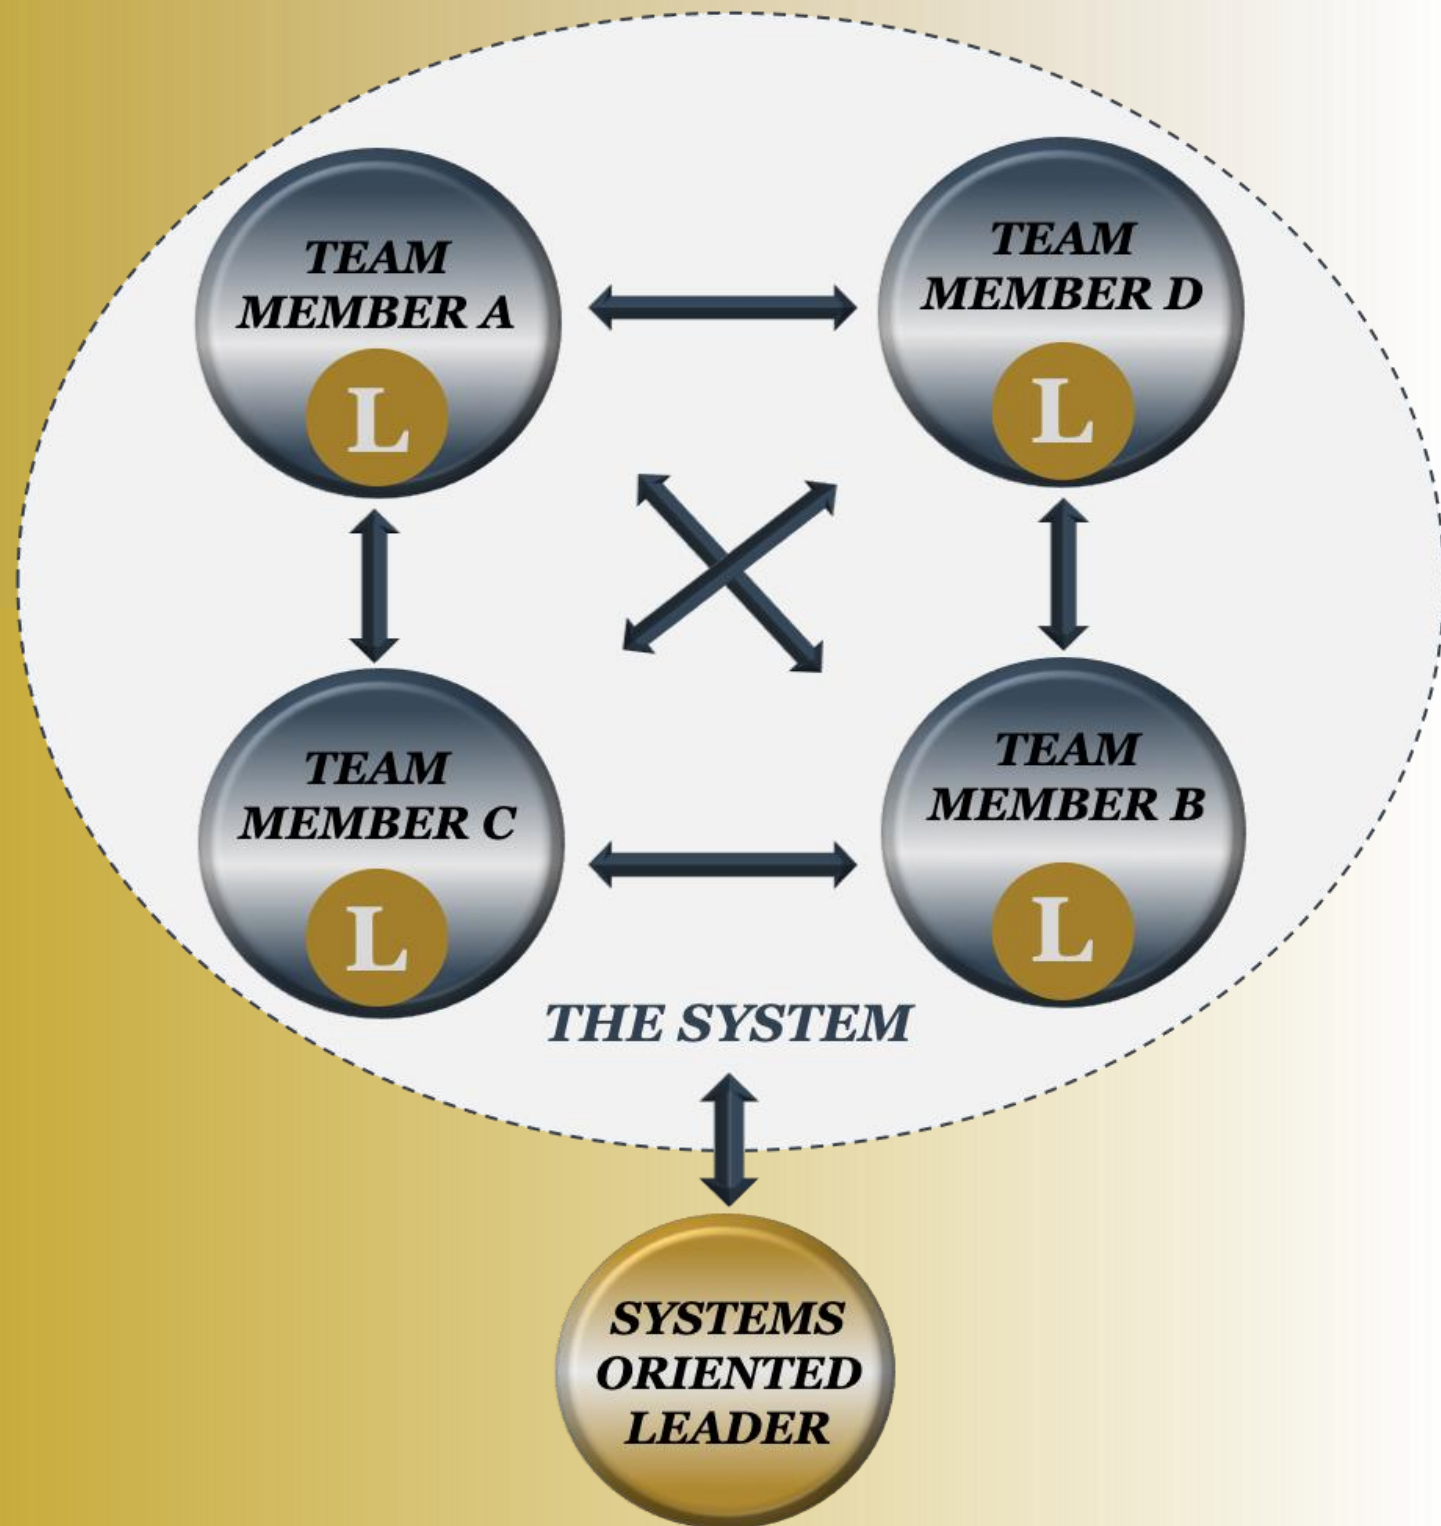 TEAM
MEMBER A
L
TEAM
MEMBER D
L
TEAM
MEMBER C
L
TEAM
MEMBER B
L
THE SYSTEM
SYSTEMS
ORIENTED
LEADER